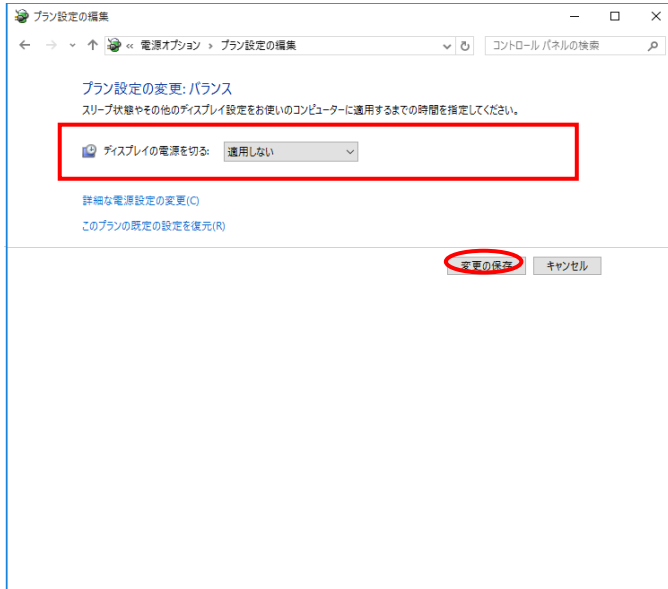 プラン設定の編集
« 電源オプション › プラン設定の編集
コントロール パネルの検索
プラン設定の変更: バランス
スリープ状態やその他のディスプレイ設定をお使いのコンピューターに適用するまでの時間を指定してください。
ディスプレイの電源を切る: 適用しない
詳細な電源設定の変更(C)
このプランの既定の設定を復元(R)
変更の保存 キャンセル